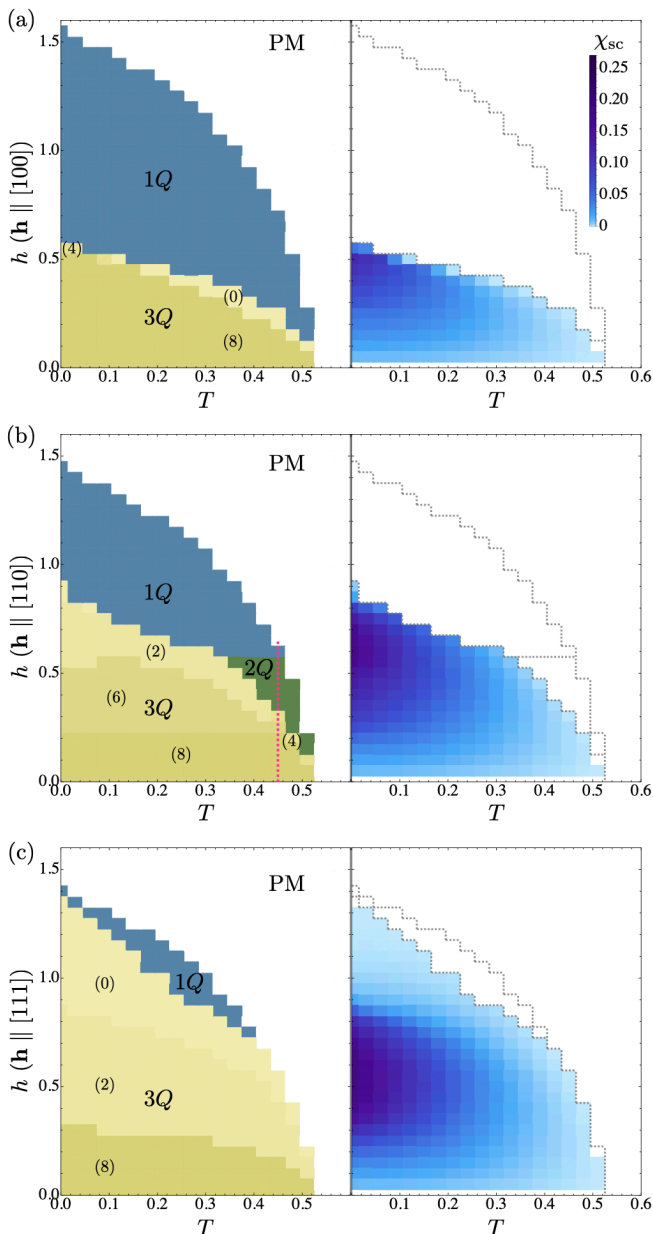 (a)
1.5
1.0
0.5
0.0
h (h ∥ [100])
PM
1Q
(4)
(0)
3Q
(8)
0.0 0.1 0.2 0.3 0.4 0.5
T
χsc
0.25
0.20
0.15
0.10
0.05
0
0.1 0.2 0.3 0.4 0.5 0.6
T
(b)
1.5
1.0
0.5
0.0
h (h ∥ [110])
PM
1Q
(2)
2Q
(6)
3Q
(4)
(8)
0.0 0.1 0.2 0.3 0.4 0.5
T
0.1 0.2 0.3 0.4 0.5 0.6
T
(c)
1.5
1.0
0.5
0.0
h (h ∥ [111])
PM
(0)
1Q
(2)
3Q
(8)
0.0 0.1 0.2 0.3 0.4 0.5
T
0.1 0.2 0.3 0.4 0.5 0.6
T